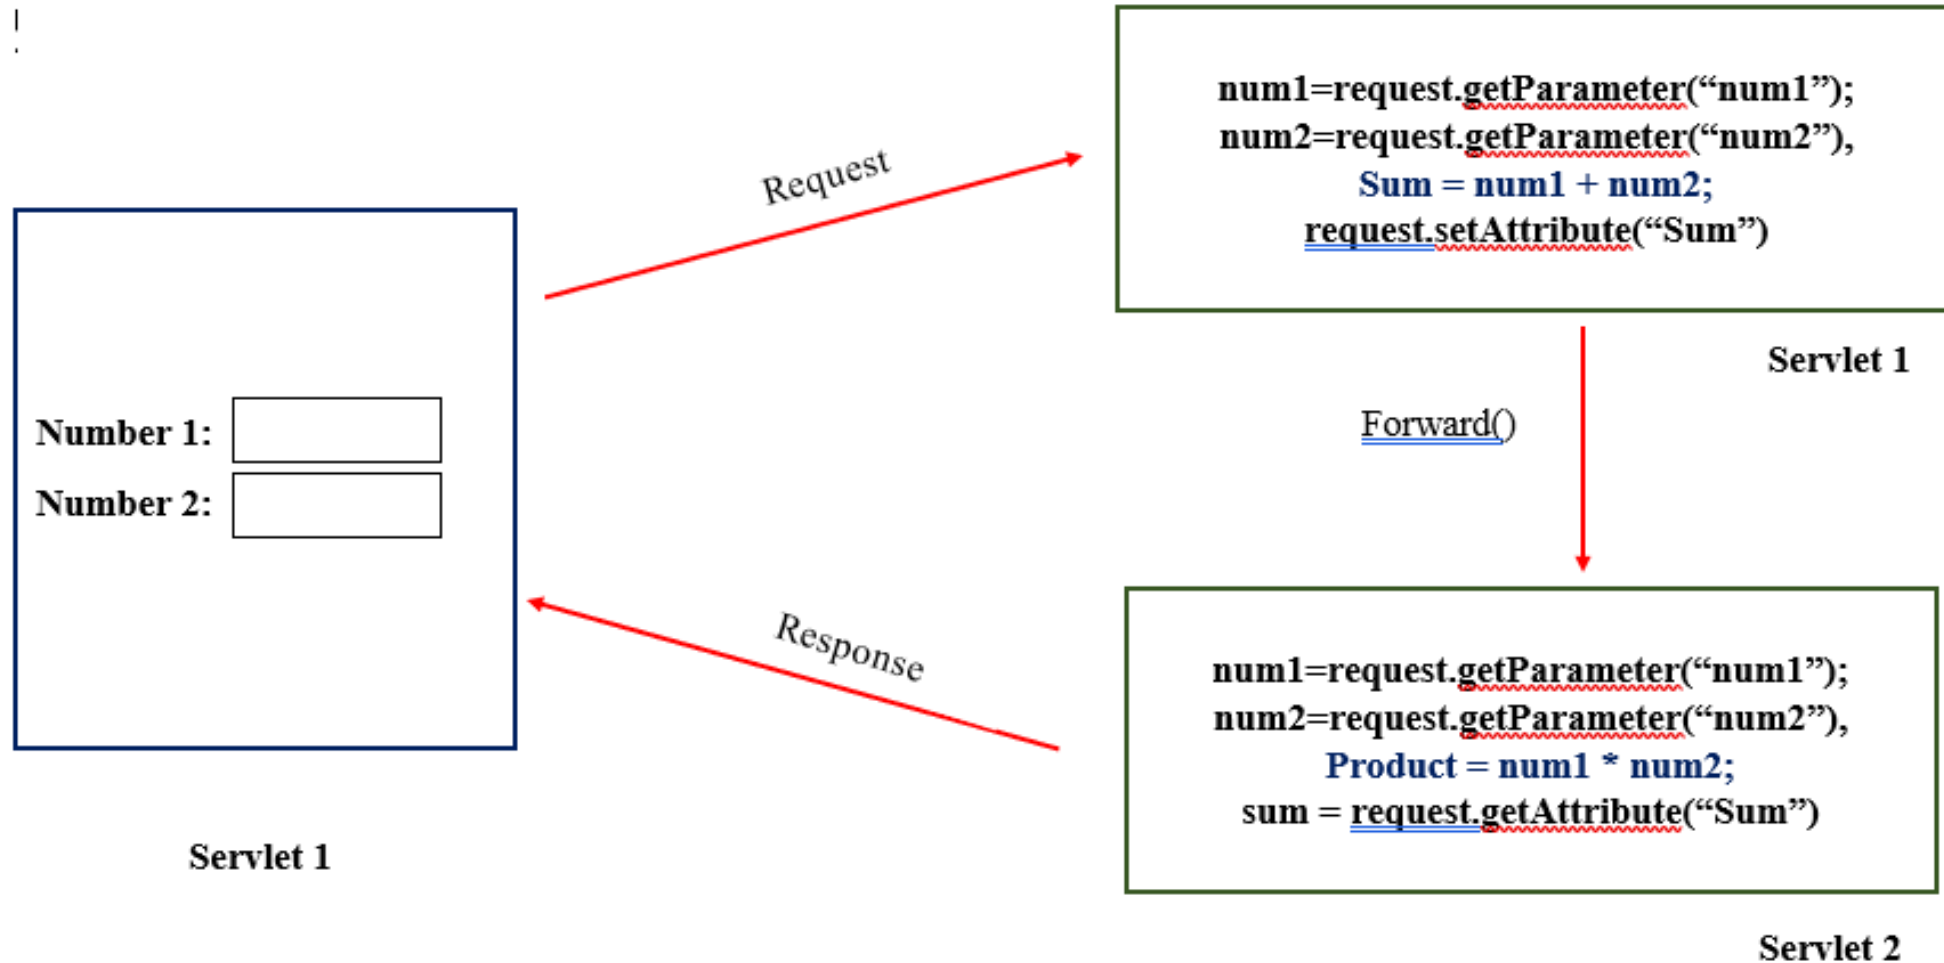 num1=request.getParameter(“num1”);
num2=request.getParameter(“num2”),
Sum = num1 + num2;
request.setAttribute(“Sum”)
Servlet 1
Request
Forward()
Number 1:
Number 2:
Response
num1=request.getParameter(“num1”);
num2=request.getParameter(“num2”),
Product = num1 * num2;
sum = request.getAttribute(“Sum”)
Servlet 1
Servlet 2